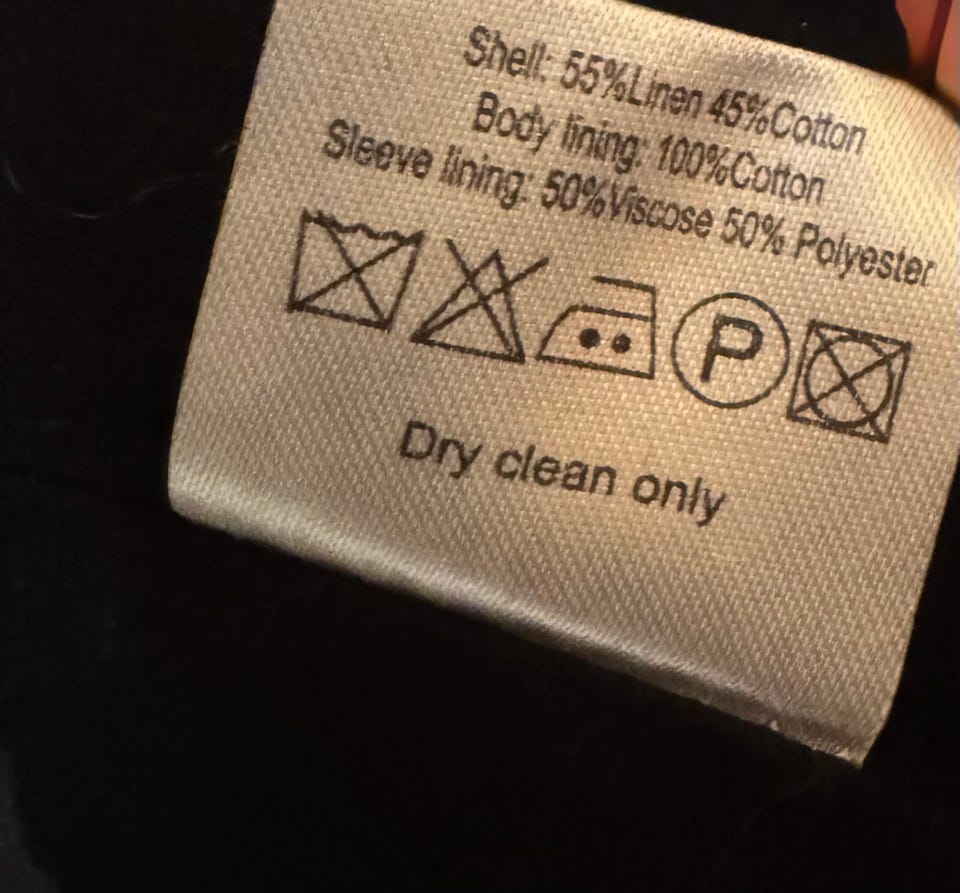 Shell: 55%Linen 45%Cotton
Body lining: 100%Cotton
Sleeve lining: 50%Viscose 50% Polyester
P
Dry clean only